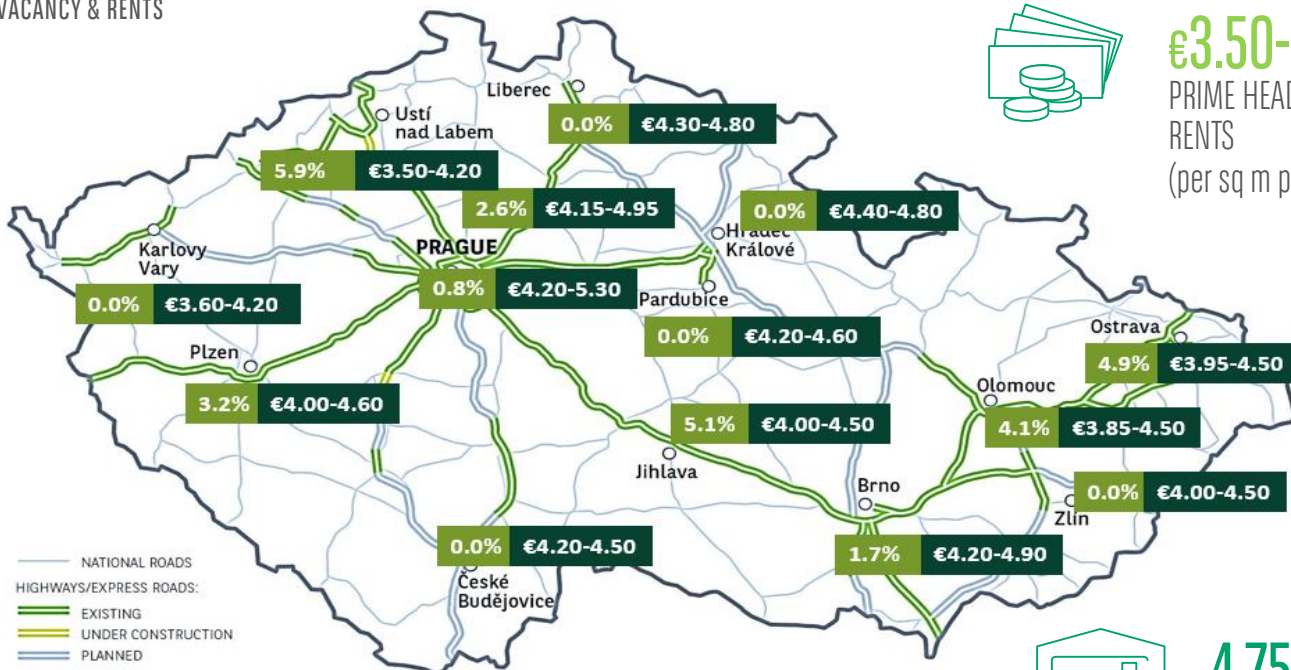 VACANCY & RENTS
€3.50-
PRIME HEAD
RENTS
(per sq m p
Liberec
0.0% €4.30-4.80
Ustí
nad Labem
5.9% €3.50-4.20
2.6% €4.15-4.95
0.0% €4.40-4.80
Hradec
Králové
Karlovy
Vary
0.0% €3.60-4.20
PRAGUE
0.8% €4.20-5.30
Pardubice
0.0% €4.20-4.60
Ostrava
4.9% €3.95-4.50
Plzen
3.2% €4.00-4.60
Olomouc
4.1% €3.85-4.50
5.1% €4.00-4.50
Jihlava
Brno
1.7% €4.20-4.90
0.0% €4.00-4.50
Zlín
0.0% €4.20-4.50
České
Budějovice
NATIONAL ROADS
HIGHWAYS/EXPRESS ROADS:
EXISTING
UNDER CONSTRUCTION
PLANNED
4.75